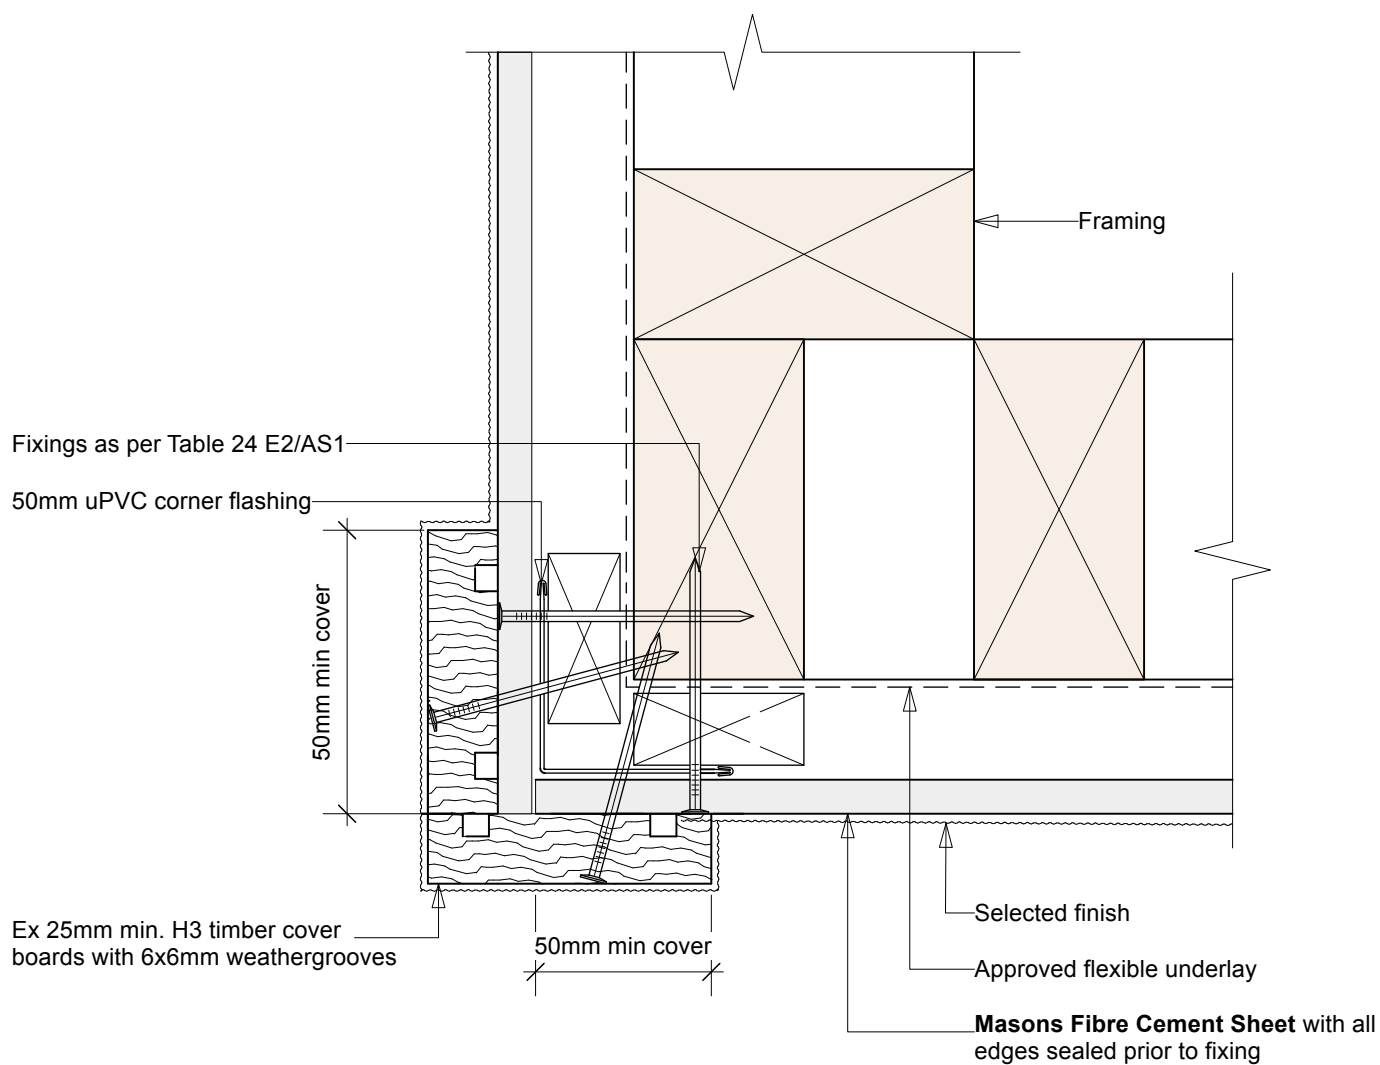 Framing
Fixings as per Table 24 E2/AS1
50mm uPVC corner flashing
50mm min cover
Ex 25mm min. H3 timber cover
boards with 6x6mm weathergrooves
50mm min cover
Selected finish
Approved flexible underlay
Masons Fibre Cement Sheet with all
edges sealed prior to fixing